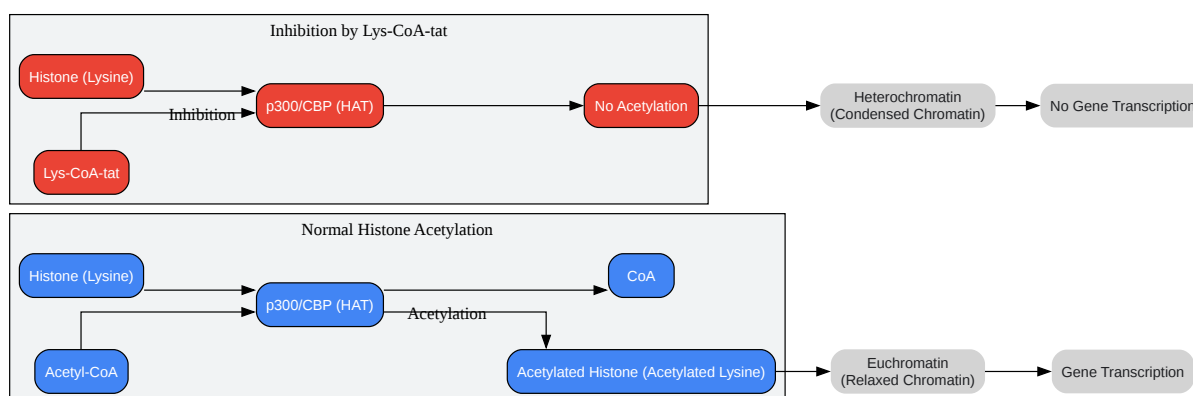 Inhibition by Lys-CoA-tat
Histone (Lysine)
Inhibition
p300/CBP (HAT)
No Acetylation
Heterochromatin
(Condensed Chromatin)
No Gene Transcription
Lys-CoA-tat
Normal Histone Acetylation
Histone (Lysine)
p300/CBP (HAT)
CoA
Acetylation
Acetyl-CoA
Acetylated Histone (Acetylated Lysine)
Euchromatin
(Relaxed Chromatin)
Gene Transcription